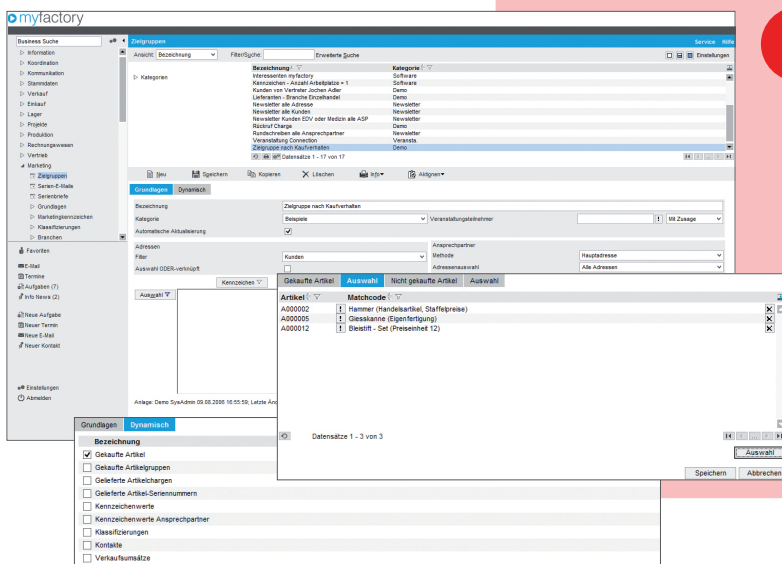 myfactory
Business Suche
Zielgruppen Service Hilfe
Ansicht: Bezeichnung Filter/Suche: Erweiterte Suche Einstellungen
Information
Koordination
Kommunikation
Stammdaten
Verkauf
Einkauf
Lager
Projekte
Produktion
Rechnungswesen
Vertrieb
Marketing
Zielgruppen
Serien-E-Mails
Serienbriefe
Grundlagen
Marketingkennzeichen
Klassifizierungen
Branchen
Favoriten
E-Mail
Termine
Aufgaben (7)
Info News (2)
Neue Aufgabe
Neuer Termin
Neue E-Mail
Neuer Kontakt
Einstellungen
Abmelden
Kategorien
Bezeichnung Kategorie
Interessenten myfactory Software
Kennzeichen - Anzahl Arbeitplätze = 1 Software
Kunden von Vertreter Jochen Adler Demo
Lieferanten - Branche Einzelhandel Demo
Newsletter alle Adresse Newsletter
Newsletter alle Kunden Newsletter
Newsletter Kunden EDV oder Medizin alle ASP Newsletter
Rückruf Charge Demo
Rundschreiben alle Ansprechpartner Newsletter
Veranstaltung Connection Veransta.
Zielgruppe nach Kaufverhalten Demo
Datensätze 1 - 17 von 17
Neu Speichern Kopieren Löschen Info Aktionen
Grundlagen Dynamisch
Bezeichnung Zielgruppe nach Kaufverhalten
Kategorie Beispiele Veranstaltungsteilnehmer ! Mit Zusage
Automatische Aktualisierung
Adressen Ansprechpartner
Filter Kunden Methode Hauptadresse
Auswahl ODER-verknüpft Adressenauswahl Alle Adressen
Kennzeichen
Auswahl
Anlage: Demo SysAdmin 09.08.2006 16:55:59; Letzte
Gekaufte Artikel Auswahl Nicht gekaufte Artikel Auswahl
Artikel Matchcode
A000002 ! Hammer (Handelsartikel, Staffelpreise)
A000005 ! Giesskanne (Eigenfertigung)
A000012 ! Bleistift - Set (Preiseinheit 12)
Datensätze 1 - 3 von 3
Auswahl
Speichern Abbrechen
Grundlagen Dynamisch
Bezeichnung
Gekaufte Artikel
Gekaufte Artikelgruppen
Gelieferte Artikelchargen
Gelieferte Artikel-Seriennummern
Kennzeichenwerte
Kennzeichenwerte Ansprechpartner
Klassifizierungen
Kontakte
Verkaufsumsätze